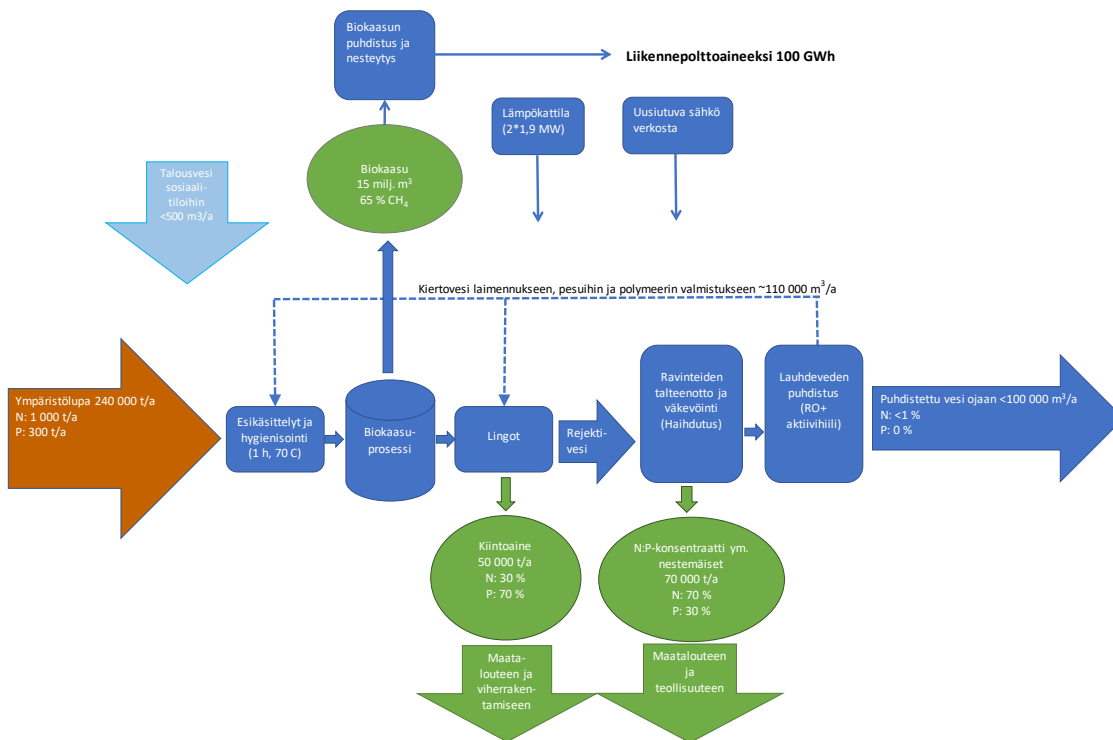 Biokaasun
puhdistus ja
nesteytys
Liikennepolttoaineeksi 100 GWh
Lämpökattila
(2*1,9 MW)
Uusiutuva sähkö
verkosta
Talousvesi
sosiaali-
tiloihin
<500 m3/a
Biokaasu
15 milj. m³
65 % CH₄
Kiertovesi laimennukseen, pesuihin ja polymeerin valmistukseen ~110 000 m³/a
Ympäristölupa 240 000 t/a
N: 1 000 t/a
P: 300 t/a
Esikäsittelyt ja
hygienisointi
(1 h, 70 C)
Biokaasu-
prosessi
Lingot
Rejekti-
vesi
Ravinteiden
talteenotto ja
väkevöinti
(Haihdutus)
Lauhdeveden
puhdistus
(RO+
aktiivihiili)
Puhdistettu vesi ojaan <100 000 m³/a
N: <1 %
P: 0 %
Kiintoaine
50 000 t/a
N: 30 %
P: 70 %
N:P-konsentraatti ym.
nestemäiset
70 000 t/a
N: 70 %
P: 30 %
Maata-
louteen ja
viherraken-
tamiseen
Maatalouteen
ja
teollisuuteen